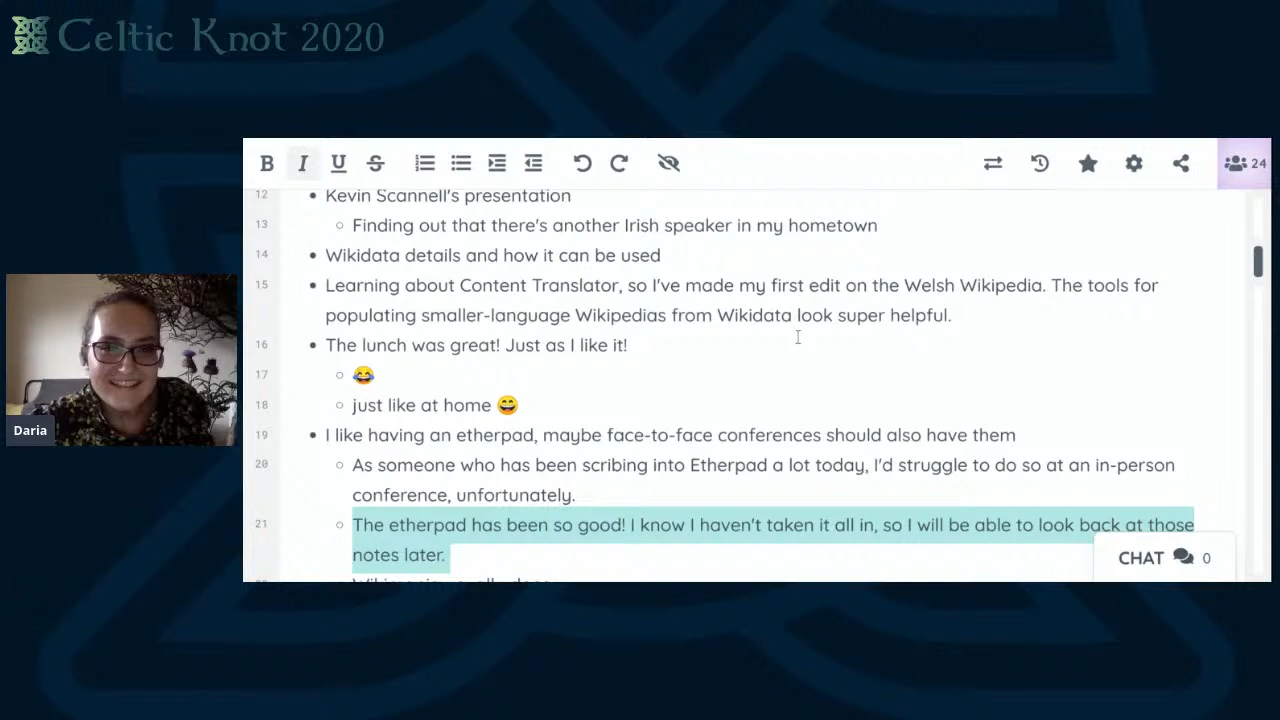 Celtic Knot 2020
B I U S 24
12 Kevin Scannell's presentation
13 Finding out that there's another Irish speaker in my hometown
14 Wikidata details and how it can be used
15 Learning about Content Translator, so I've made my first edit on the Welsh Wikipedia. The tools for
populating smaller-language Wikipedias from Wikidata look super helpful.
16 The lunch was great! Just as I like it!
17 😂
18 just like at home 😄
19 I like having an etherpad, maybe face-to-face conferences should also have them
20 As someone who has been scribing into Etherpad a lot today, I'd struggle to do so at an in-person
conference, unfortunately.
21 The etherpad has been so good! I know I haven't taken it all in, so I will be able to look back at those
notes later.
CHAT 0
Daria